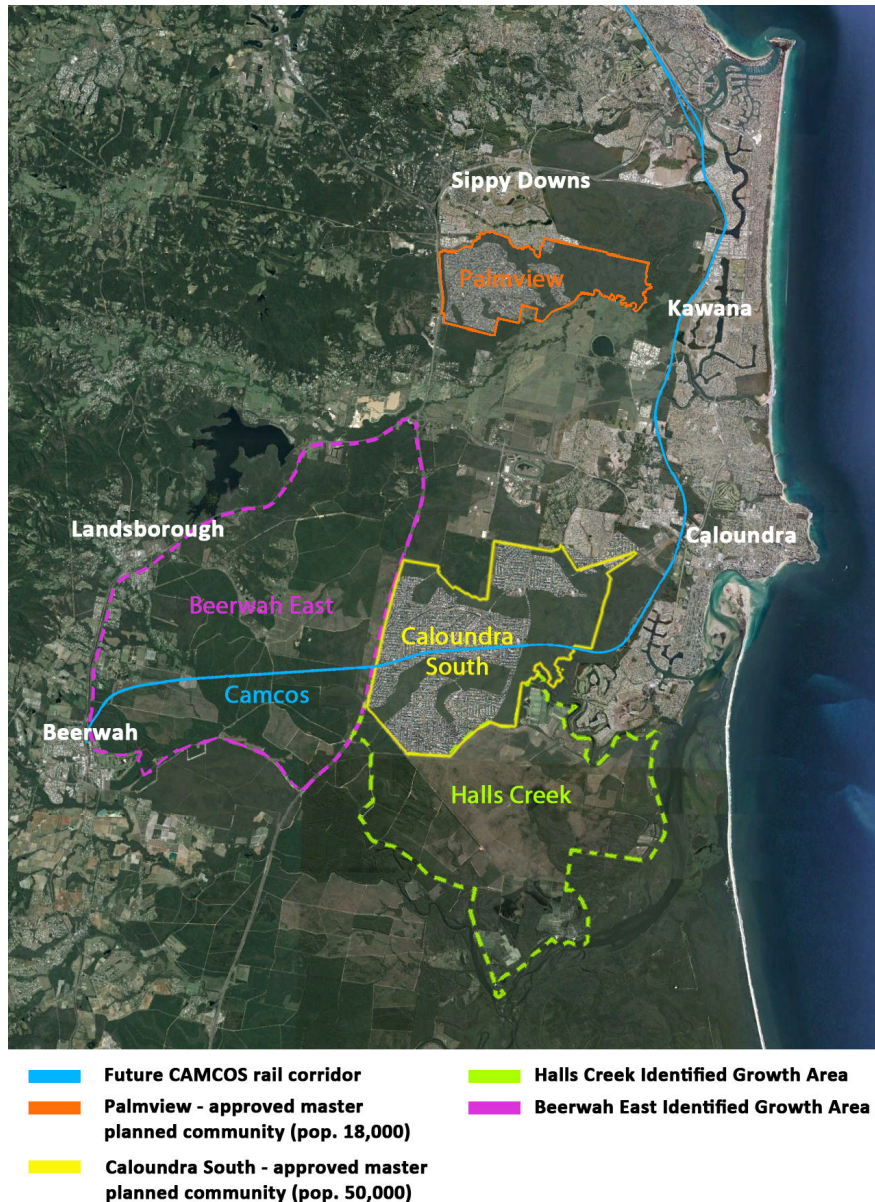 Sippy Downs
Palmview
Kawana
Landsborough
Caloundra
Beerwah East
Caloundra
South
Camcos
Beerwah
Halls Creek
Future CAMCOS rail corridor
Palmview - approved master
planned community (pop. 18,000)
Caloundra South - approved master
planned community (pop. 50,000)
Halls Creek Identified Growth Area
Beerwah East Identified Growth Area